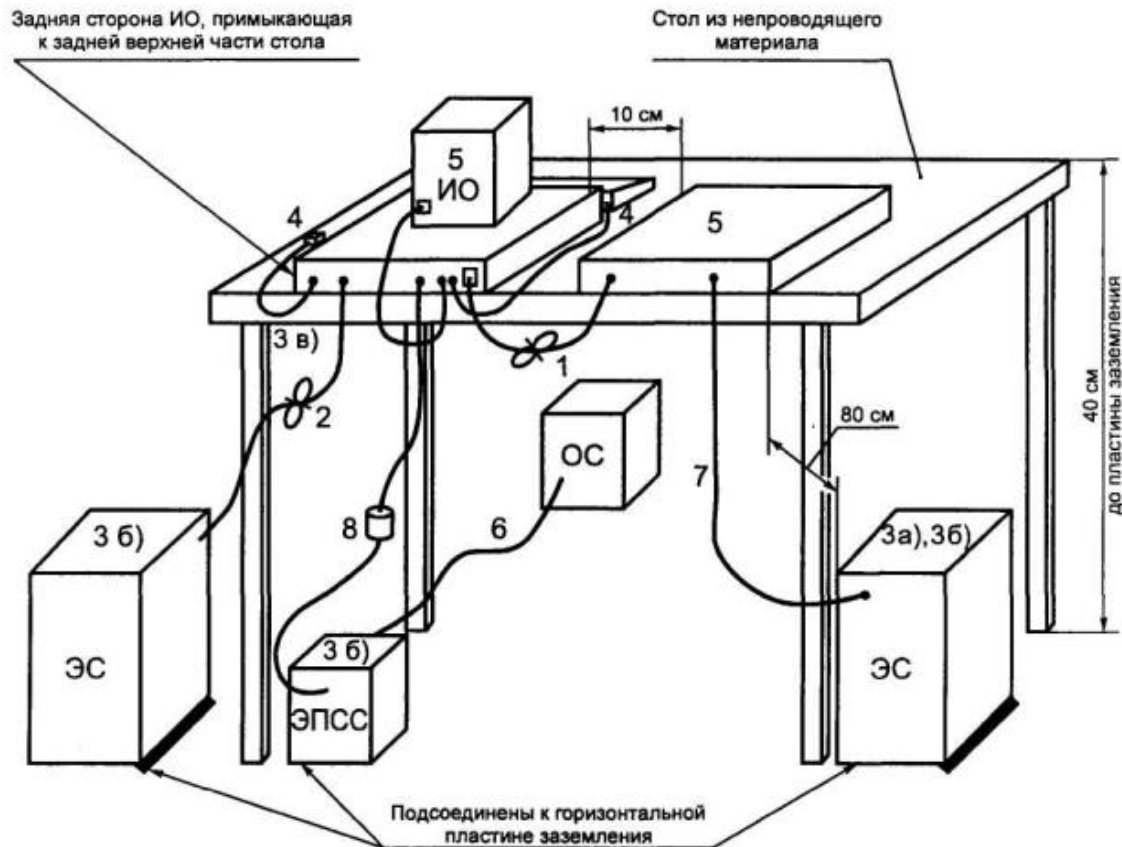 Задняя сторона ИО, примыкающая
к задней верхней части стола
Стол из непроводящего
материала
10 см
5
ИО
4
4
5
3 в)
1
2
40 см
до пластины заземления
80 см
ОС
7
3 б)
8
6
3а),3б)
3 б)
ЭС
ЭПСС
ЭС
Подсоединены к горизонтальной
пластине заземления